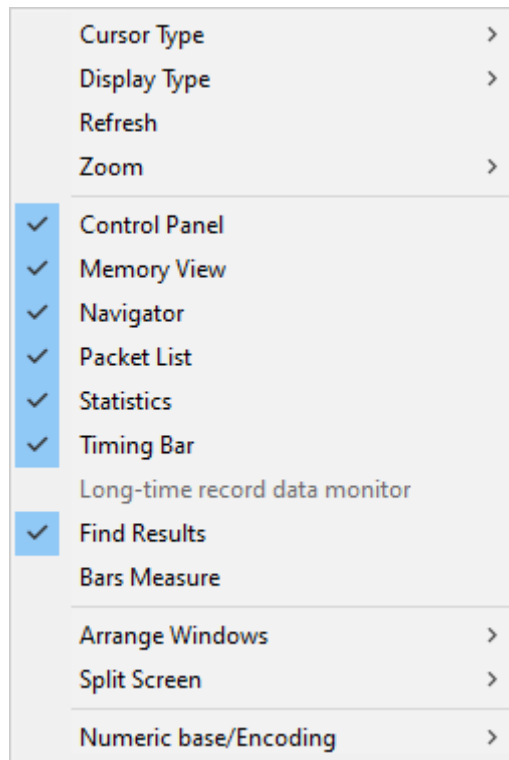 Cursor Type
Display Type
Refresh
Zoom
Control Panel
Memory View
Navigator
Packet List
Statistics
Timing Bar
Long-time record data monitor
Find Results
Bars Measure
Arrange Windows
Split Screen
Numeric base/Encoding